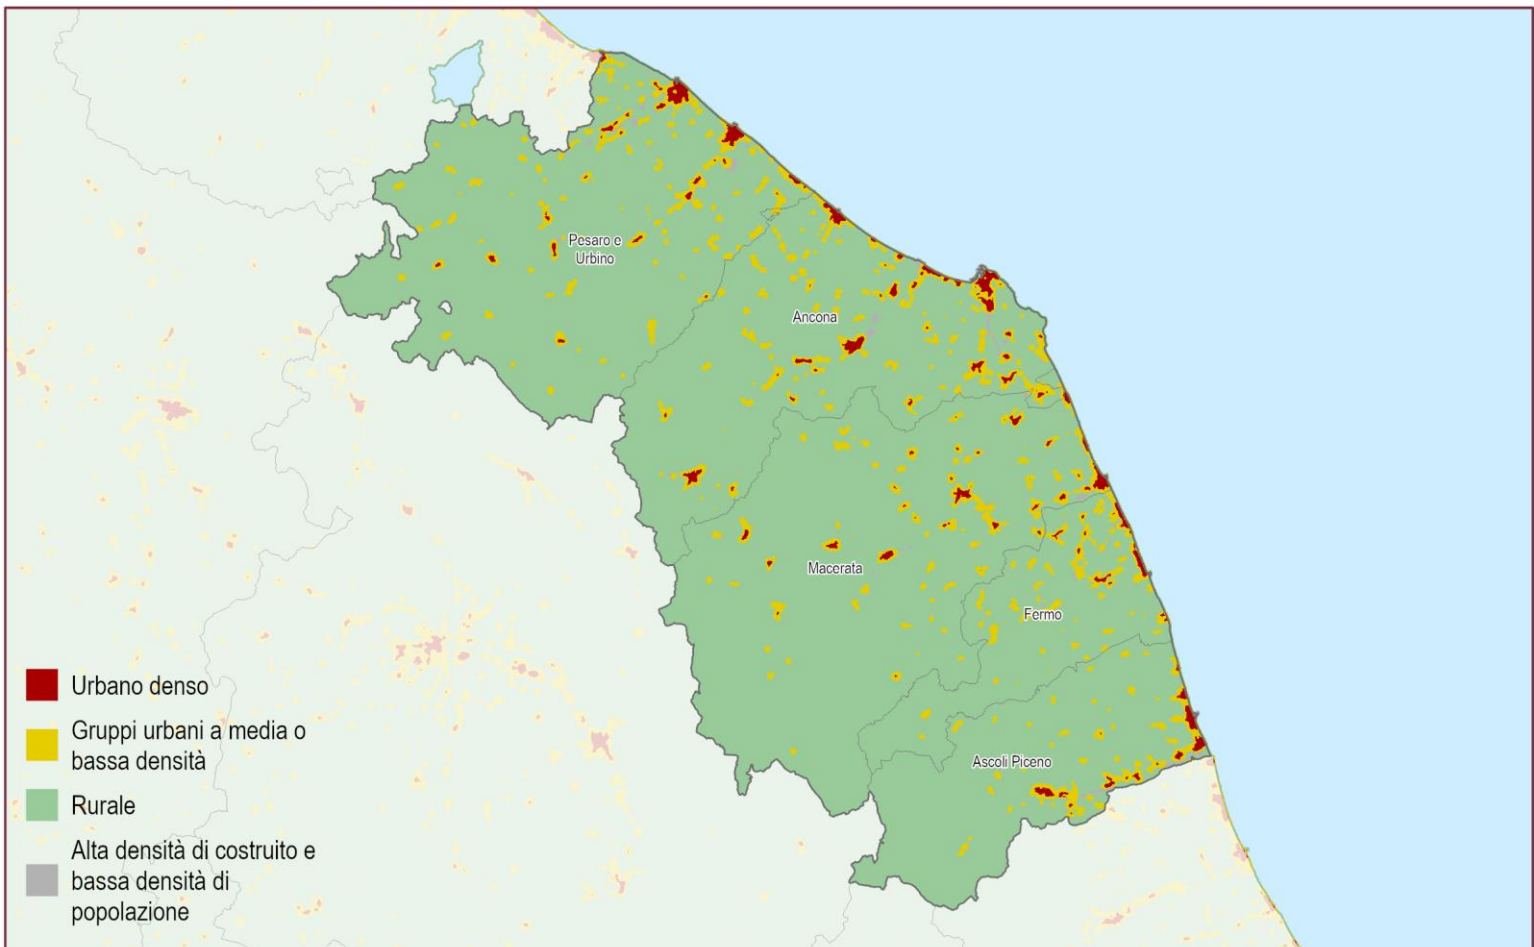 Pesaro e
Urbino
Ancona
Macerata
Fermo
Ascoli Piceno
Urbano denso
Gruppi urbani a media o
bassa densità
Rurale
Alta densità di costruito e
bassa densità di
popolazione